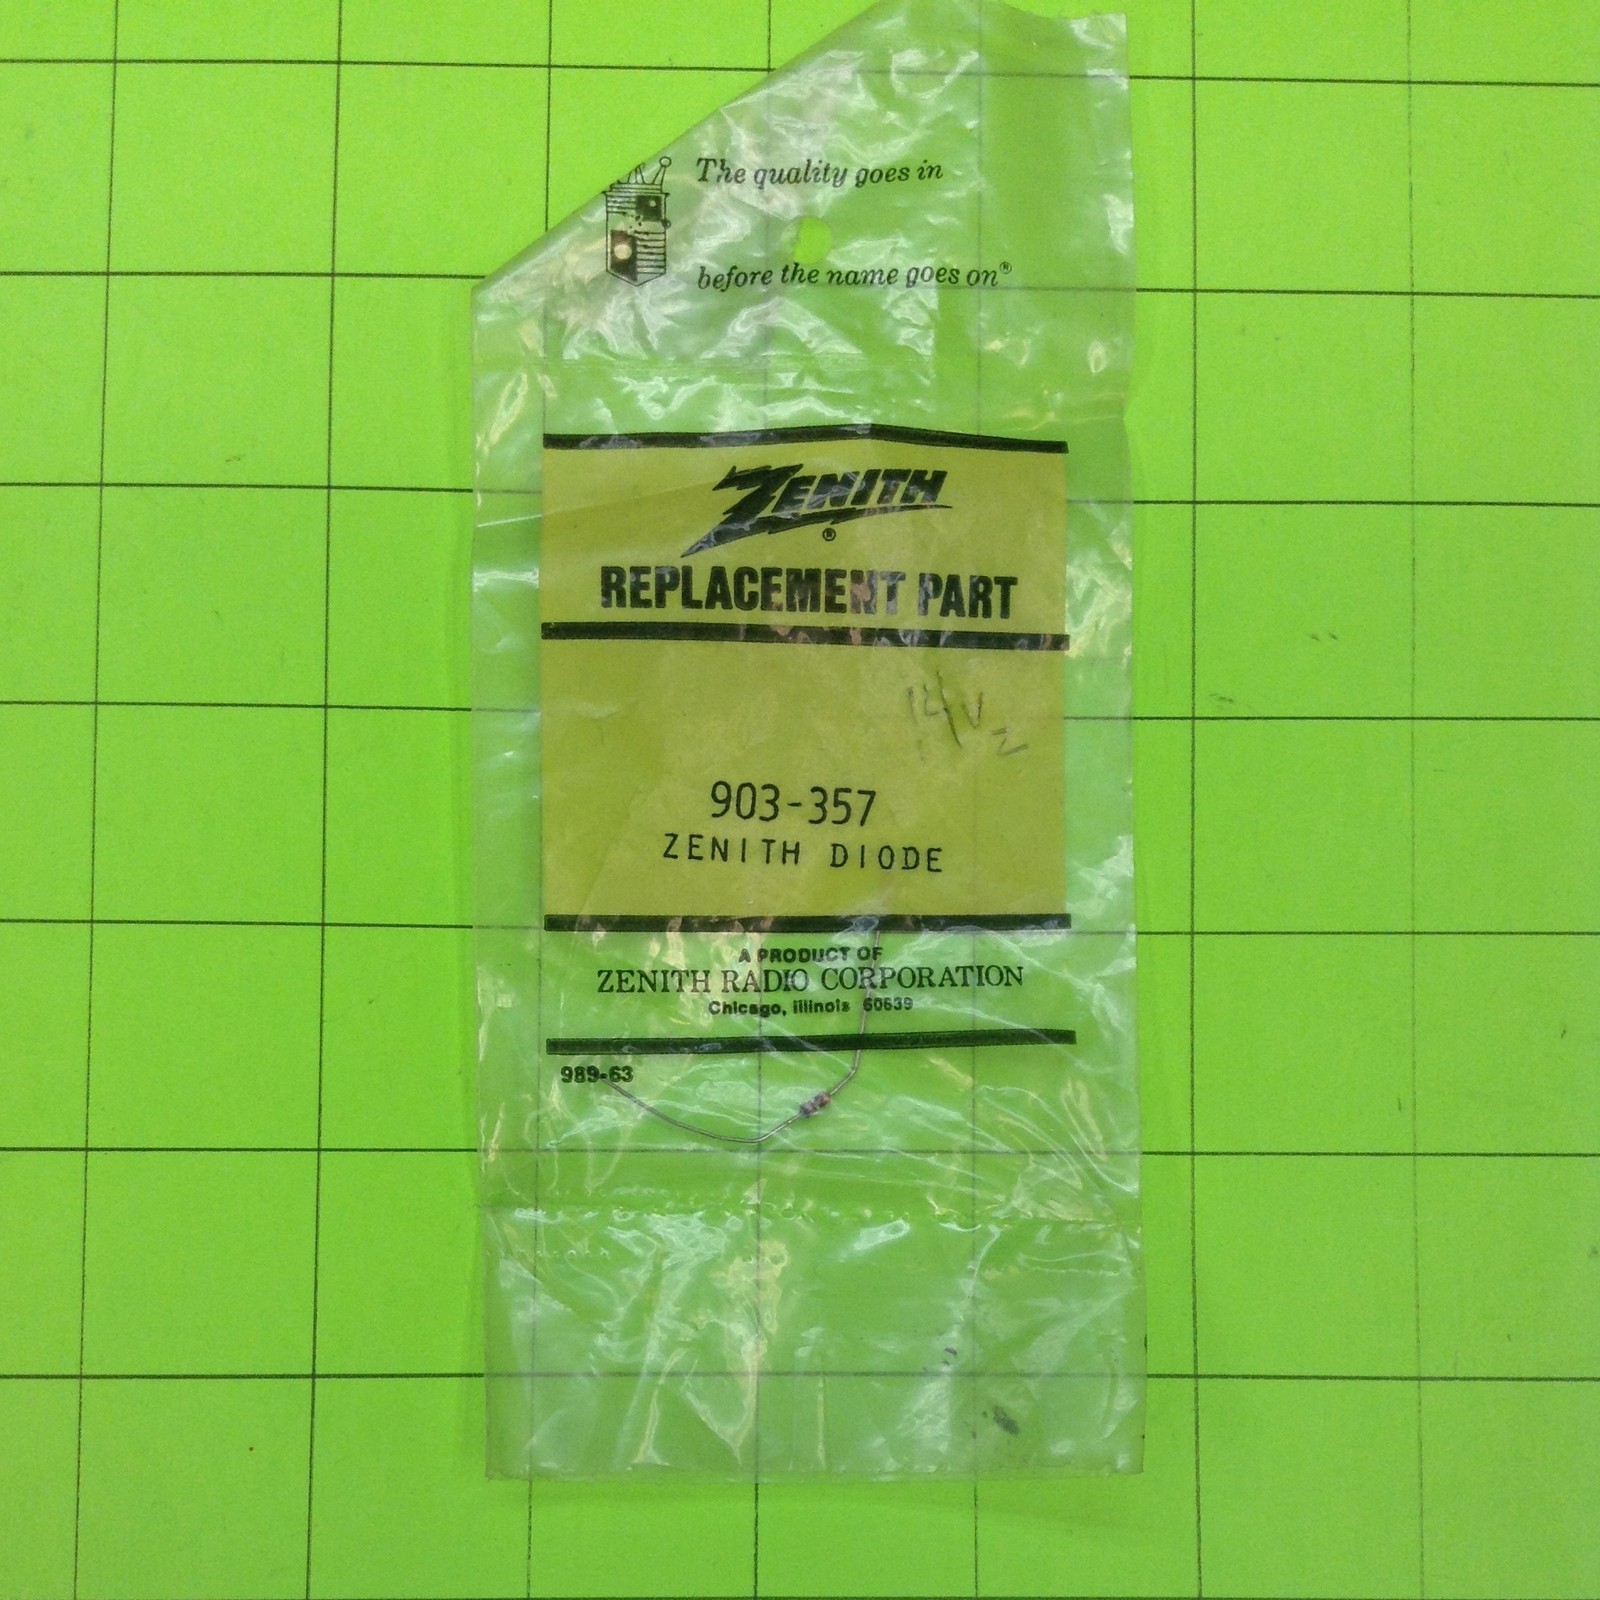 The quality goes in
before the name goes on®
ZENITH
®
REPLACEMENT PART
903-357
ZENITH DIODE
A PRODUCT OF
ZENITH RADIO CORPORATION
Chicago, Illinois 60639
989-63